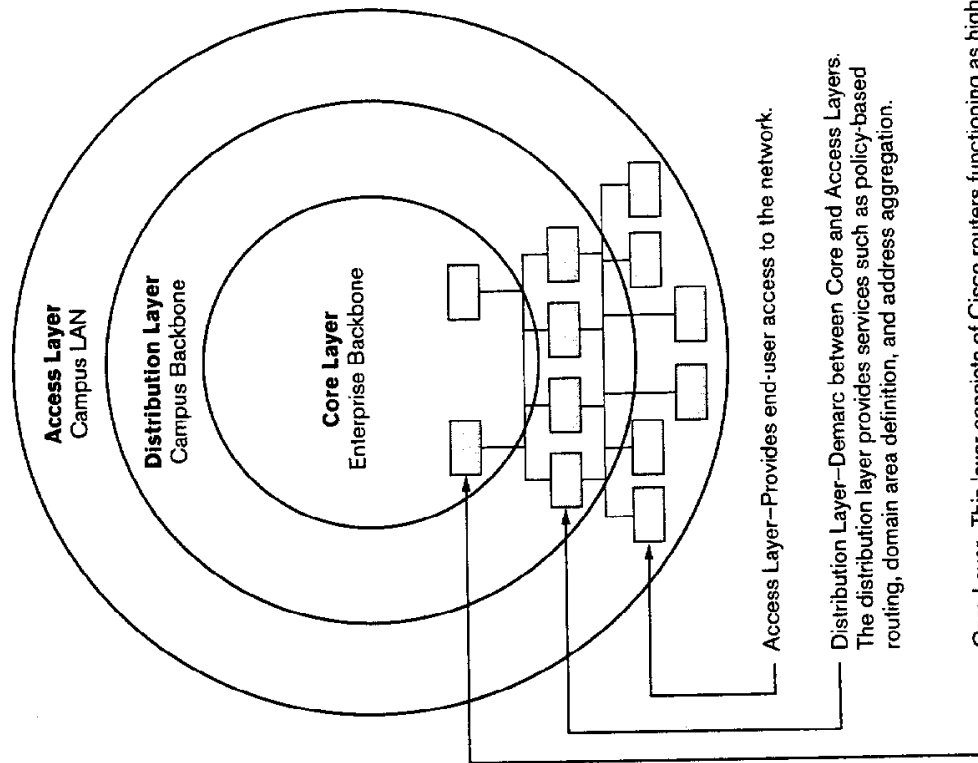 Access Layer
Campus LAN
Distribution Layer
Campus Backbone
Core Layer
Enterprise Backbone
Access Layer–Provides end-user access to the network.
Distribution Layer–Demarc between Core and Access Layers.
The distribution layer provides services such as policy-based
routing, domain area definition, and address aggregation.
Core Layer–This layer consists of Cisco routers functioning as high